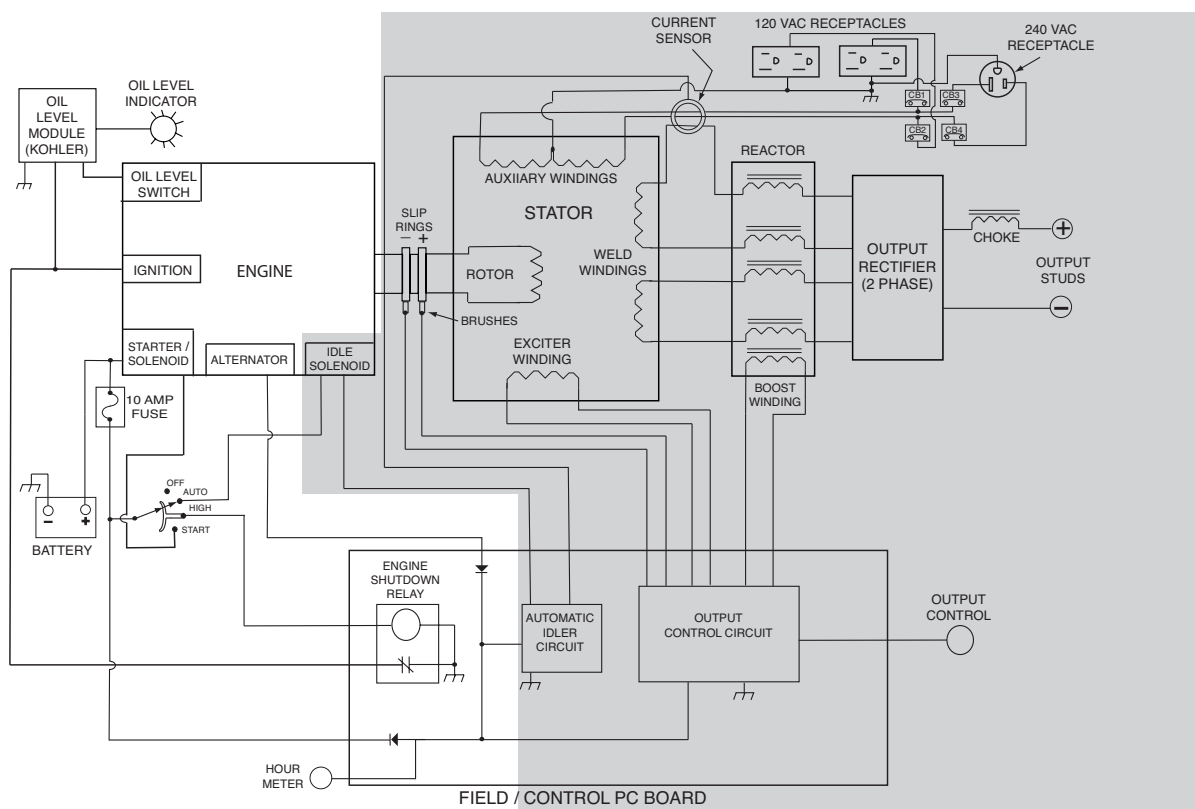 CURRENT
SENSOR
120 VAC RECEPTACLES
240 VAC
RECEPTACLE
OIL
LEVEL
MODULE
(KOHLER)
OIL LEVEL
INDICATOR
CB1
CB3
CB2
CB4
OIL LEVEL
SWITCH
AUXIIARY WINDINGS
REACTOR
STATOR
SLIP
RINGS
– +
WELD
WINDINGS
IGNITION
ENGINE
ROTOR
BRUSHES
OUTPUT
RECTIFIER
(2 PHASE)
CHOKE
+
OUTPUT
STUDS
–
STARTER /
SOLENOID
ALTERNATOR
IDLE
SOLENOID
EXCITER
WINDING
BOOST
WINDING
10 AMP
FUSE
OFF
AUTO
HIGH
START
– +
BATTERY
ENGINE
SHUTDOWN
RELAY
AUTOMATIC
IDLER
CIRCUIT
OUTPUT
CONTROL CIRCUIT
OUTPUT
CONTROL
HOUR
METER
FIELD / CONTROL PC BOARD